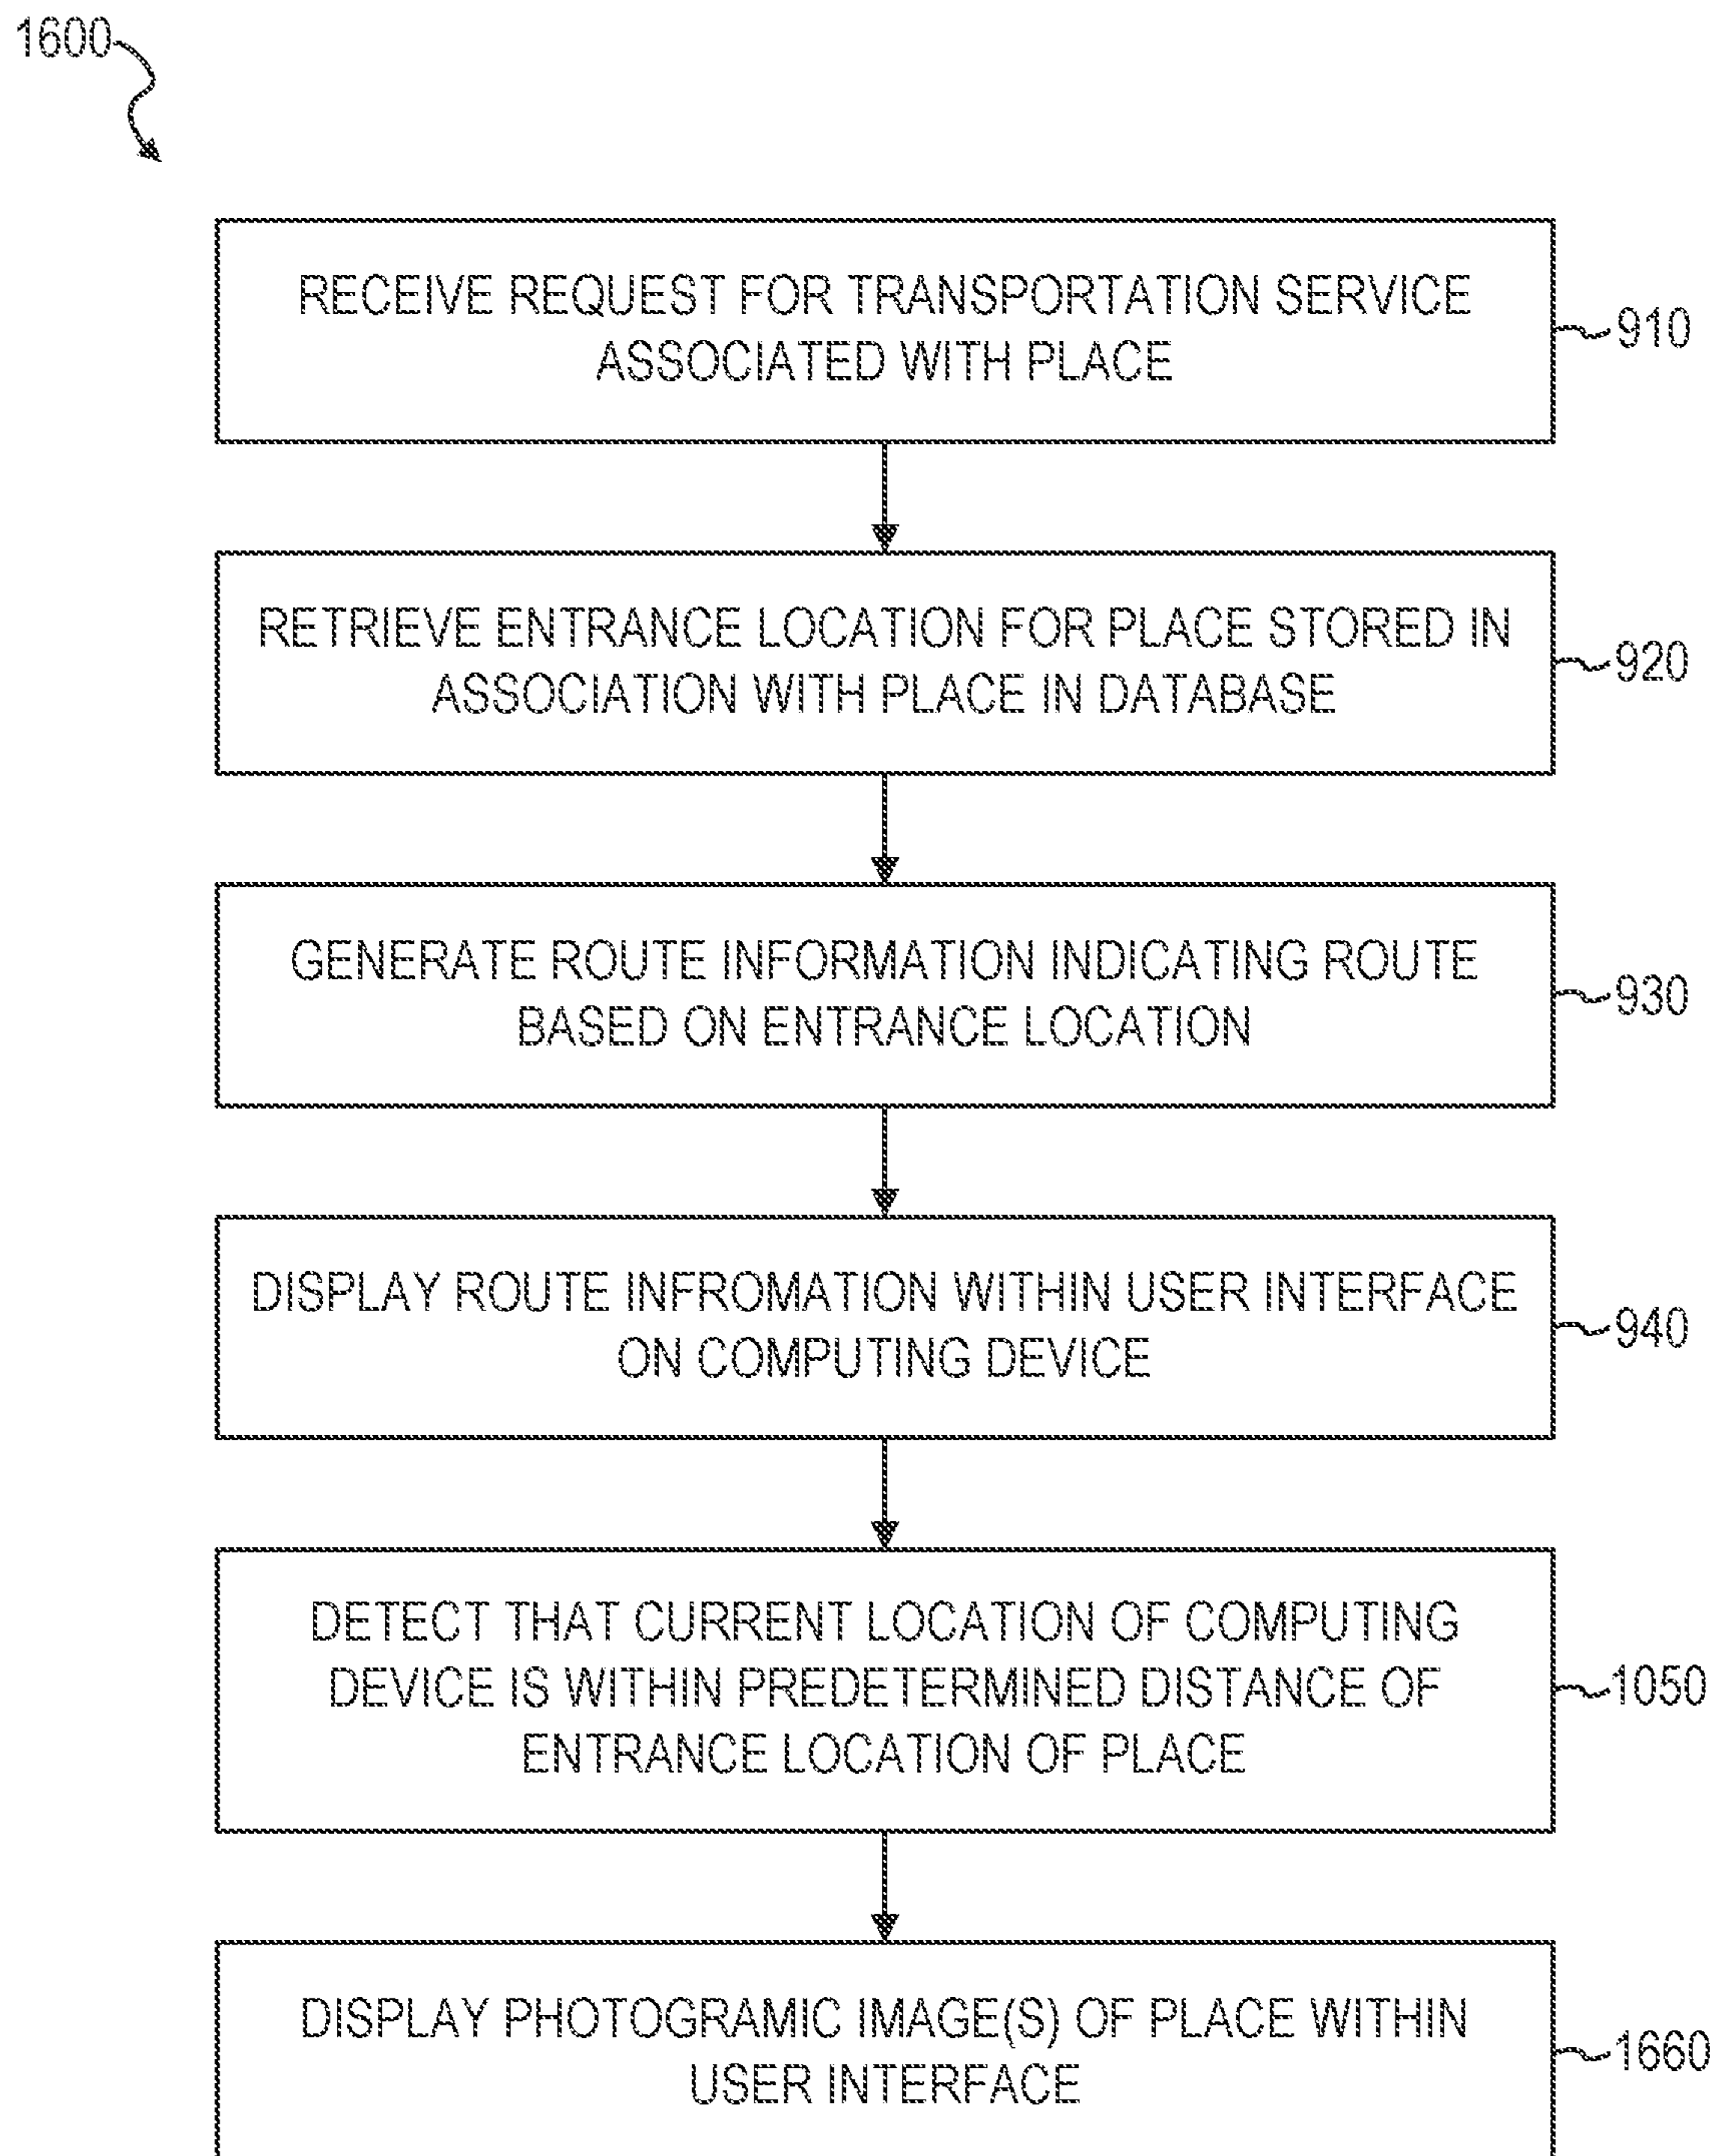 1600
RECEIVE REQUEST FOR TRANSPORTATION SERVICE
ASSOCIATED WITH PLACE
910
RETRIEVE ENTRANCE LOCATION FOR PLACE STORED IN
ASSOCIATION WITH PLACE IN DATABASE
920
GENERATE ROUTE INFORMATION INDICATING ROUTE
BASED ON ENTRANCE LOCATION
930
DISPLAY ROUTE INFROMATION WITHIN USER INTERFACE
ON COMPUTING DEVICE
940
DETECT THAT CURRENT LOCATION OF COMPUTING
DEVICE IS WITHIN PREDETERMINED DISTANCE OF
ENTRANCE LOCATION OF PLACE
1050
DISPLAY PHOTOGRAMIC IMAGE(S) OF PLACE WITHIN
USER INTERFACE
1660